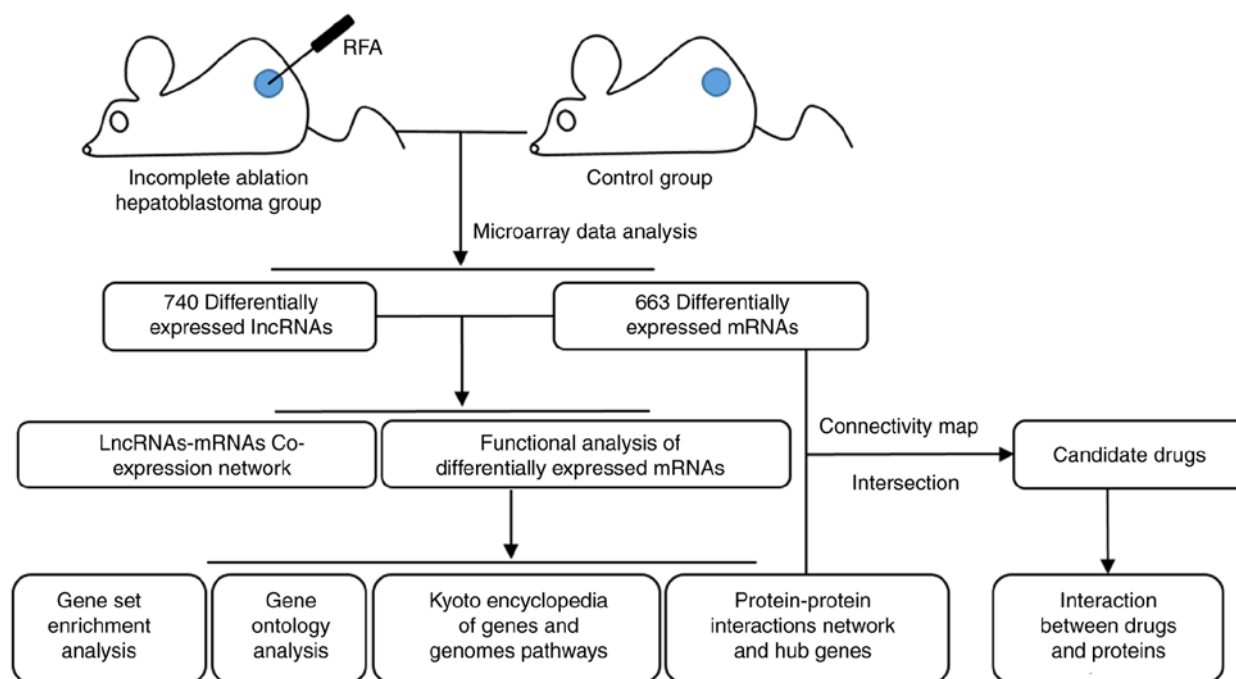 RFA
Incomplete ablation
hepatoblastoma group
Control group
Microarray data analysis
740 Differentially
expressed lncRNAs
663 Differentially
expressed mRNAs
LncRNAs-mRNAs Co-
expression network
Functional analysis of
differentially expressed mRNAs
Connectivity map
Intersection
Candidate drugs
Gene set
enrichment
analysis
Gene
ontology
analysis
Kyoto encyclopedia
of genes and
genomes pathways
Protein-protein
interactions network
and hub genes
Interaction
between drugs
and proteins